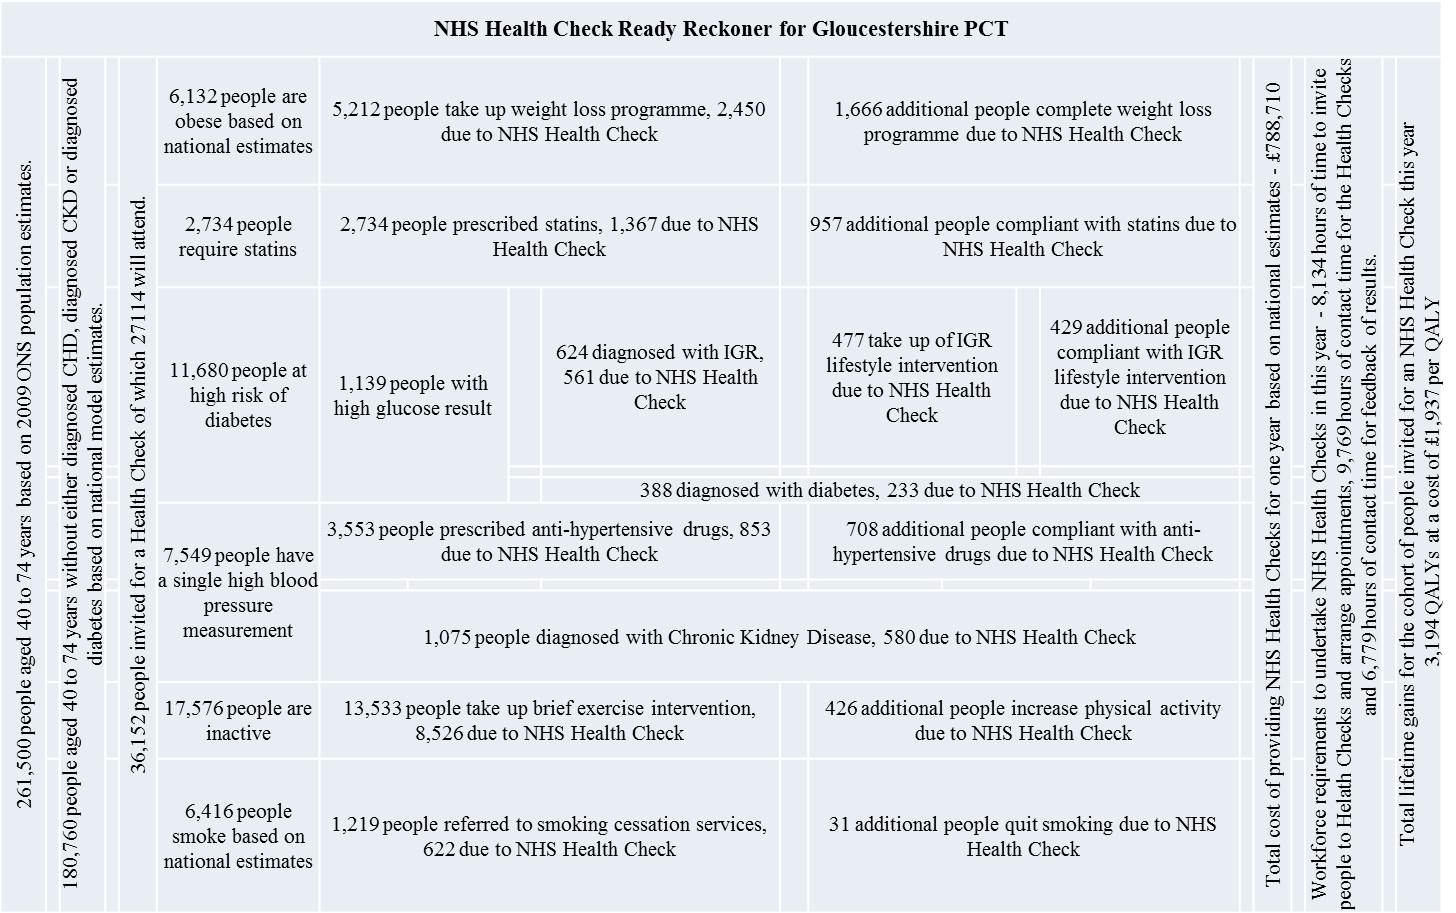 NHS Health Check Ready Reckoner for Gloucestershire PCT
261,500 people aged 40 to 74 years based on 2009 ONS population estimates.
180,760 people aged 40 to 74 years without either diagnosed CHD, diagnosed CKD or diagnosed
diabetes based on national model estimates.
36,152 people invited for a Health Check of which 27114 will attend.
6,132 people are
obese based on
national estimates
5,212 people take up weight loss programme, 2,450
due to NHS Health Check
1,666 additional people complete weight loss
programme due to NHS Health Check
2,734 people
require statins
2,734 people prescribed statins, 1,367 due to NHS
Health Check
957 additional people compliant with statins due to
NHS Health Check
11,680 people at
high risk of
diabetes
1,139 people with
high glucose result
624 diagnosed with IGR,
561 due to NHS Health
Check
477 take up of IGR
lifestyle intervention
due to NHS Health
Check
429 additional people
compliant with IGR
lifestyle intervention
due to NHS Health
Check
388 diagnosed with diabetes, 233 due to NHS Health Check
7,549 people have
a single high blood
pressure
measurement
3,553 people prescribed anti-hypertensive drugs, 853
due to NHS Health Check
708 additional people compliant with anti-
hypertensive drugs due to NHS Health Check
1,075 people diagnosed with Chronic Kidney Disease, 580 due to NHS Health Check
17,576 people are
inactive
13,533 people take up brief exercise intervention,
8,526 due to NHS Health Check
426 additional people increase physical activity
due to NHS Health Check
6,416 people
smoke based on
national estimates
1,219 people referred to smoking cessation services,
622 due to NHS Health Check
31 additional people quit smoking due to NHS
Health Check
Total cost of providing NHS Health Checks for one year based on national estimates - £788,710
Workforce reqirements to undertake NHS Health Checks in this year - 8,134 hours of time to invite
people to Helath Checks and arrange appointments, 9,769 hours of contact time for the Health Checks
and 6,779 hours of contact time for feedback of results.
Total lifetime gains for the cohort of people invited for an NHS Health Check this year
3,194 QALYs at a cost of £1,937 per QALY